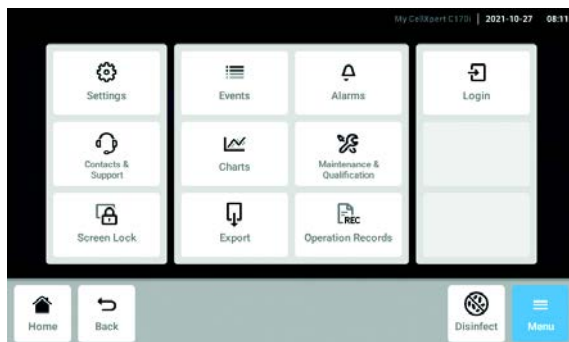 My CellXpert C170i | 2021-10-27 08:11
Settings
Events
Alarms
Login
Contacts &
Support
Charts
Maintenance &
Qualification
Screen Lock
Export
REC
Operation Records
Home
Back
Disinfect
Menu